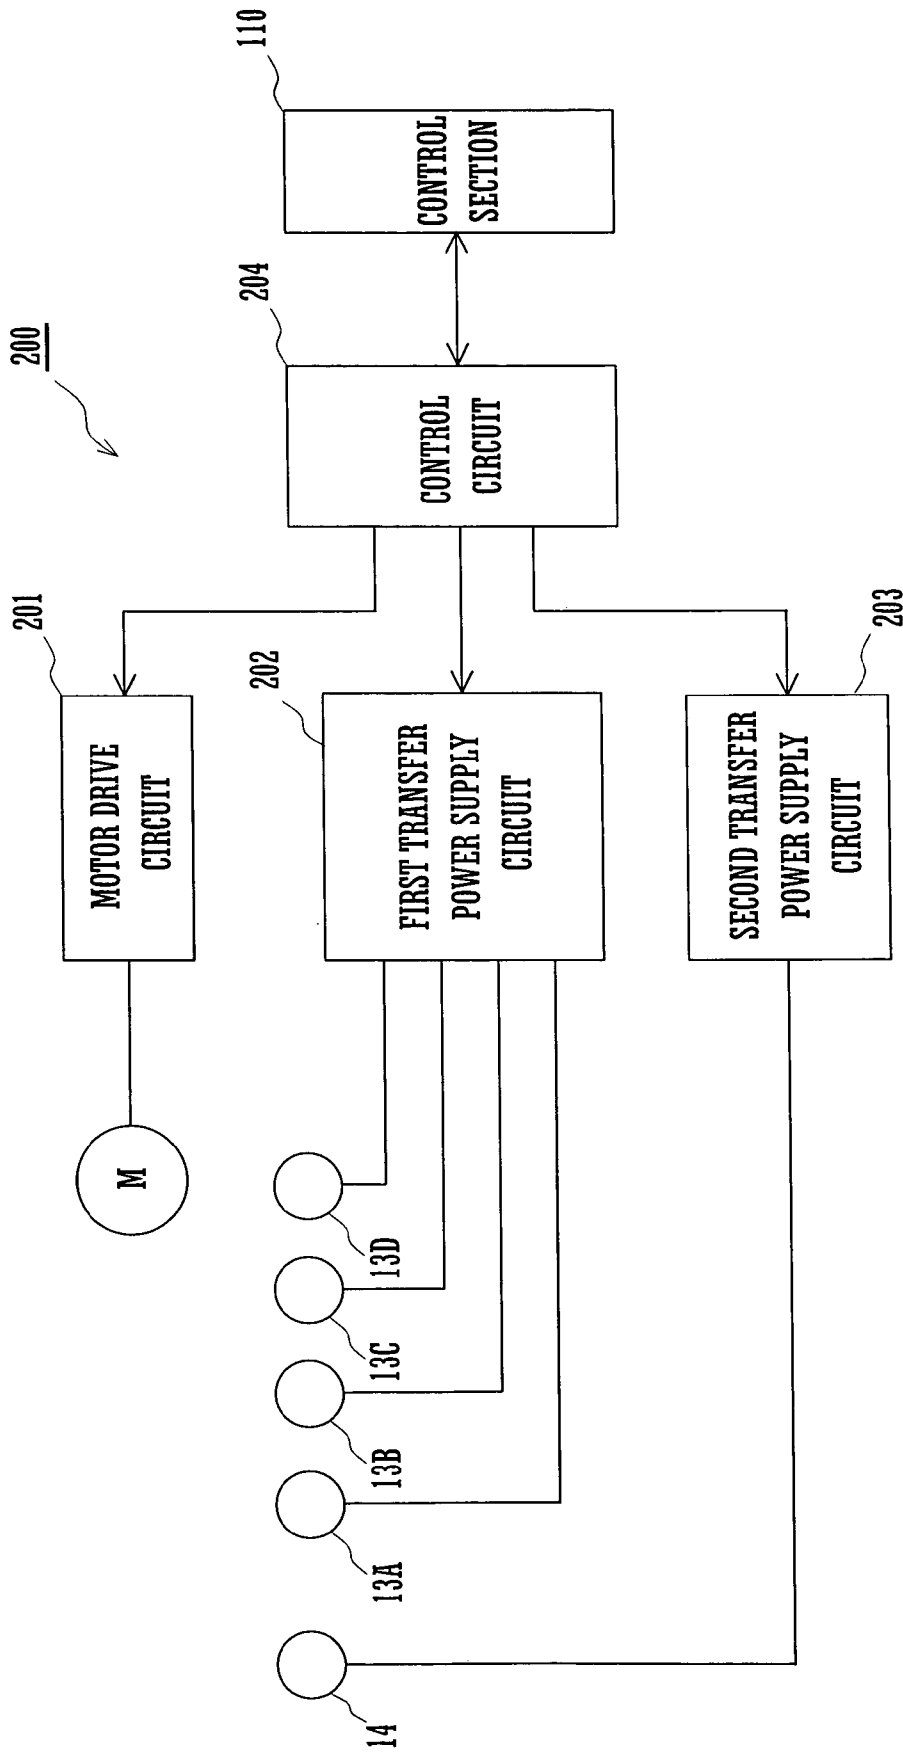 200
110
CONTROL
SECTION
204
CONTROL
CIRCUIT
201
MOTOR DRIVE
CIRCUIT
202
FIRST TRANSFER
POWER SUPPLY
CIRCUIT
203
SECOND TRANSFER
POWER SUPPLY
CIRCUIT
M
13D
13C
13B
13A
14